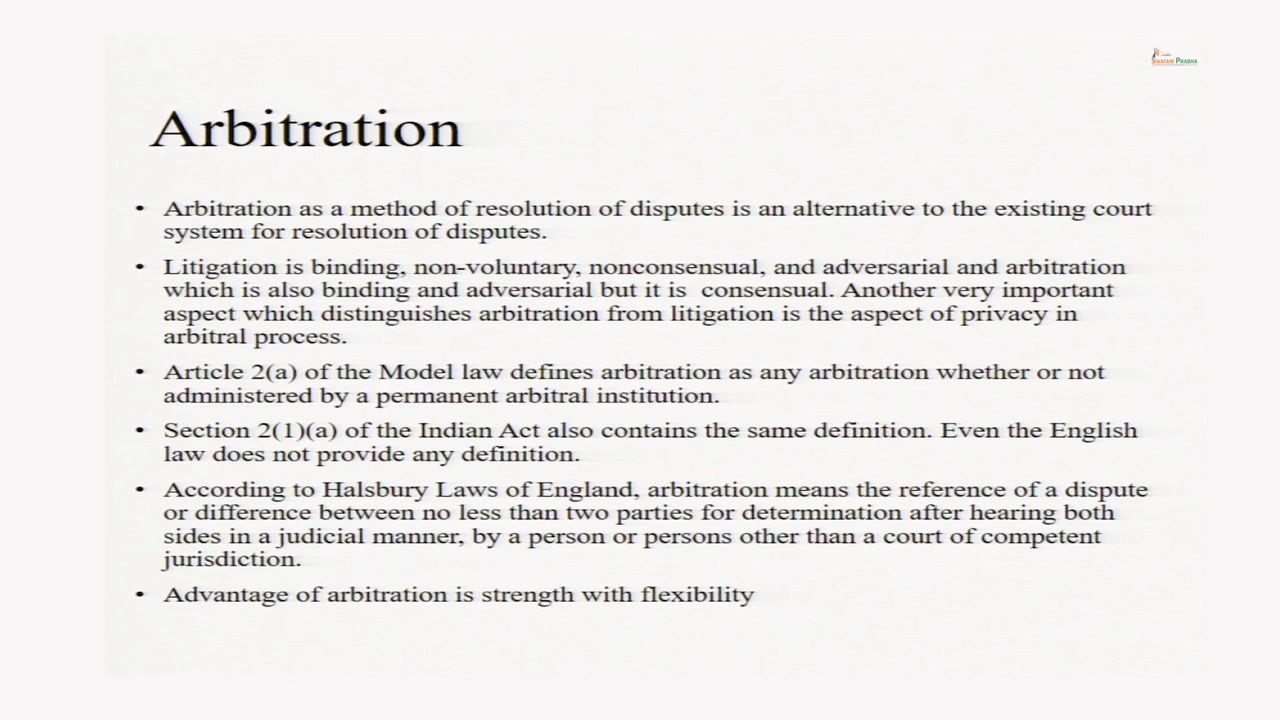 SWAYAM PRABHA
Arbitration
• Arbitration as a method of resolution of disputes is an alternative to the existing court
system for resolution of disputes.
• Litigation is binding, non-voluntary, nonconsensual, and adversarial and arbitration
which is also binding and adversarial but it is  consensual. Another very important
aspect which distinguishes arbitration from litigation is the aspect of privacy in
arbitral process.
• Article 2(a) of the Model law defines arbitration as any arbitration whether or not
administered by a permanent arbitral institution.
• Section 2(1)(a) of the Indian Act also contains the same definition. Even the English
law does not provide any definition.
• According to Halsbury Laws of England, arbitration means the reference of a dispute
or difference between no less than two parties for determination after hearing both
sides in a judicial manner, by a person or persons other than a court of competent
jurisdiction.
• Advantage of arbitration is strength with flexibility